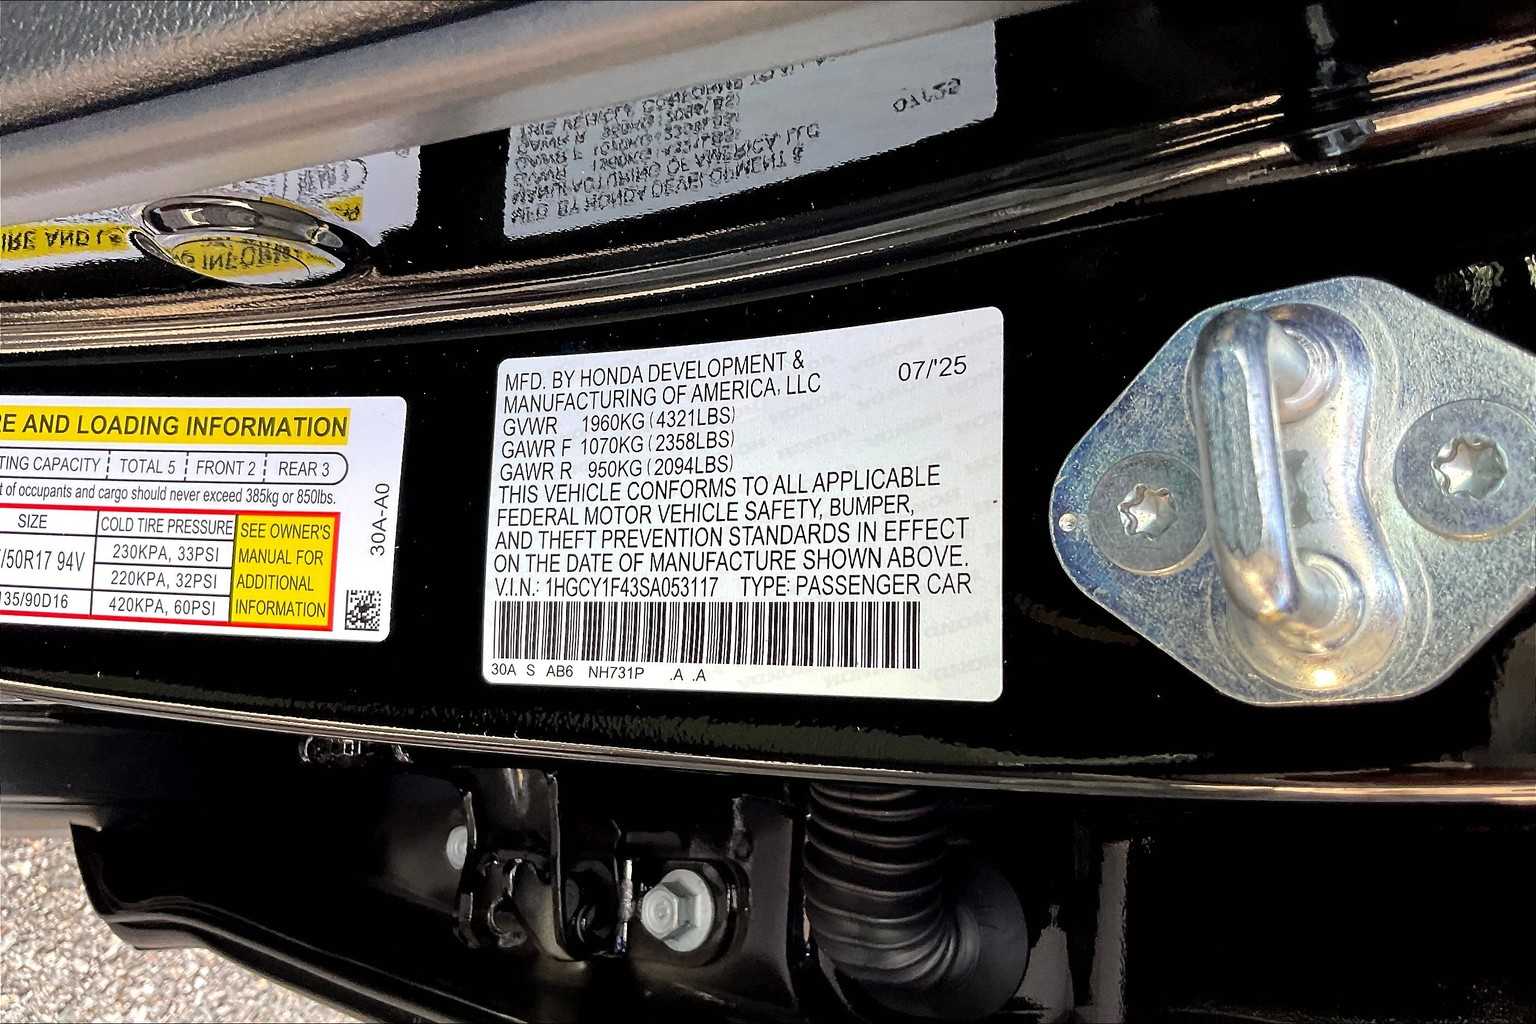 RE AND LOADING INFORMATION
TING CAPACITY TOTAL 5 FRONT 2 REAR 3
t of occupants and cargo should never exceed 385kg or 850lbs.
SIZE COLD TIRE PRESSURE SEE OWNER'S
MANUAL FOR
ADDITIONAL
INFORMATION
/50R17 94V 230KPA, 33PSI
220KPA, 32PSI
135/90D16 420KPA, 60PSI
30A-A0
MFD. BY HONDA DEVELOPMENT &
MANUFACTURING OF AMERICA, LLC 07/'25
GVWR 1960KG (4321LBS)
GAWR F 1070KG (2358LBS)
GAWR R 950KG (2094LBS)
THIS VEHICLE CONFORMS TO ALL APPLICABLE
FEDERAL MOTOR VEHICLE SAFETY, BUMPER,
AND THEFT PREVENTION STANDARDS IN EFFECT
ON THE DATE OF MANUFACTURE SHOWN ABOVE.
V.I.N.: 1HGCY1F43SA053117 TYPE: PASSENGER CAR
30A S AB6 NH731P .A .A